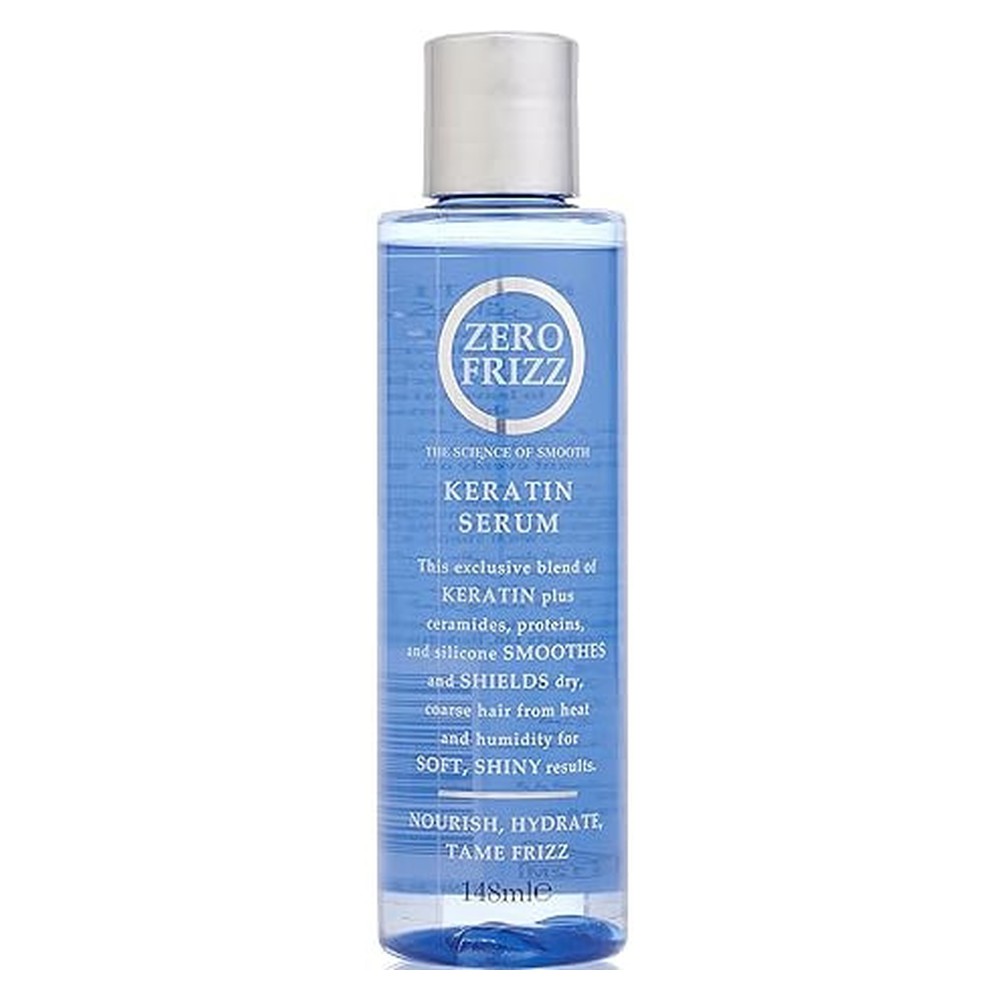 ZERO
FRIZZ
THE SCIENCE OF SMOOTH
KERATIN
SERUM
This exclusive blend of
KERATIN plus
ceramides, proteins,
and silicone SMOOTHES
and SHIELDS dry,
coarse hair from heat
and humidity for
SOFT, SHINY results.
NOURISH, HYDRATE,
TAME FRIZZ
148ml℮